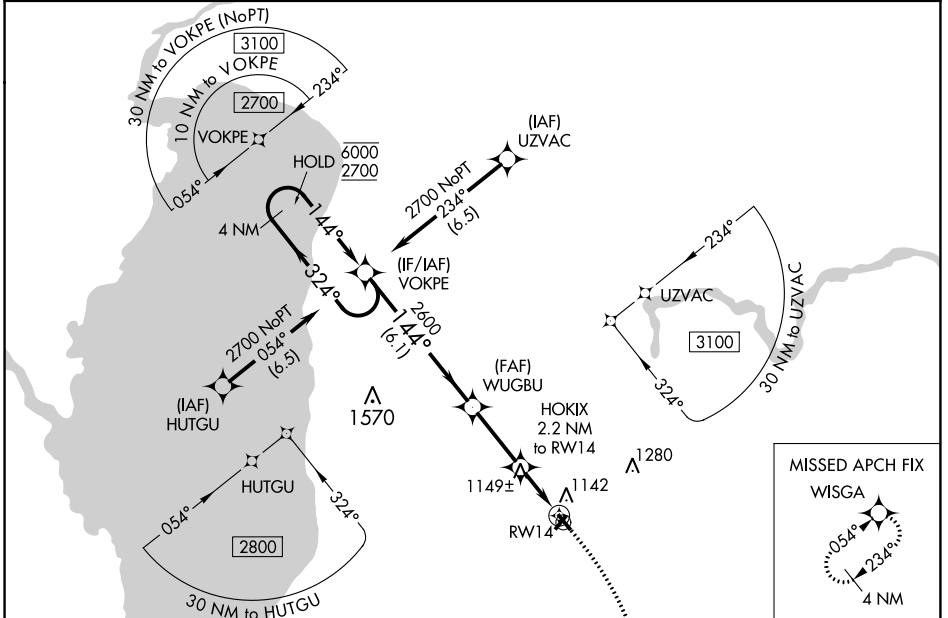 30 NM to VOKPE (NoPT)
3100
10 NM to VOKPE
2700
234°
VOKPE
054°
HOLD
6000
2700
4 NM
144°
324°
(IF/IAF)
VOKPE
(IAF)
UZVAC
2700 NoPT
234°
(6.5)
2700 NoPT
054°
(6.5)
(IAF)
HUTGU
2600
144°
(6.1)
(FAF)
WUGBU
HOKIX
2.2 NM
to RW14
1570
1149±
1142
1280
RW14
234°
UZVAC
3100
324°
30 NM to UZVAC
HUTGU
054°
324°
2800
30 NM to HUTGU
MISSED APCH FIX
WISGA
054°
234°
4 NM